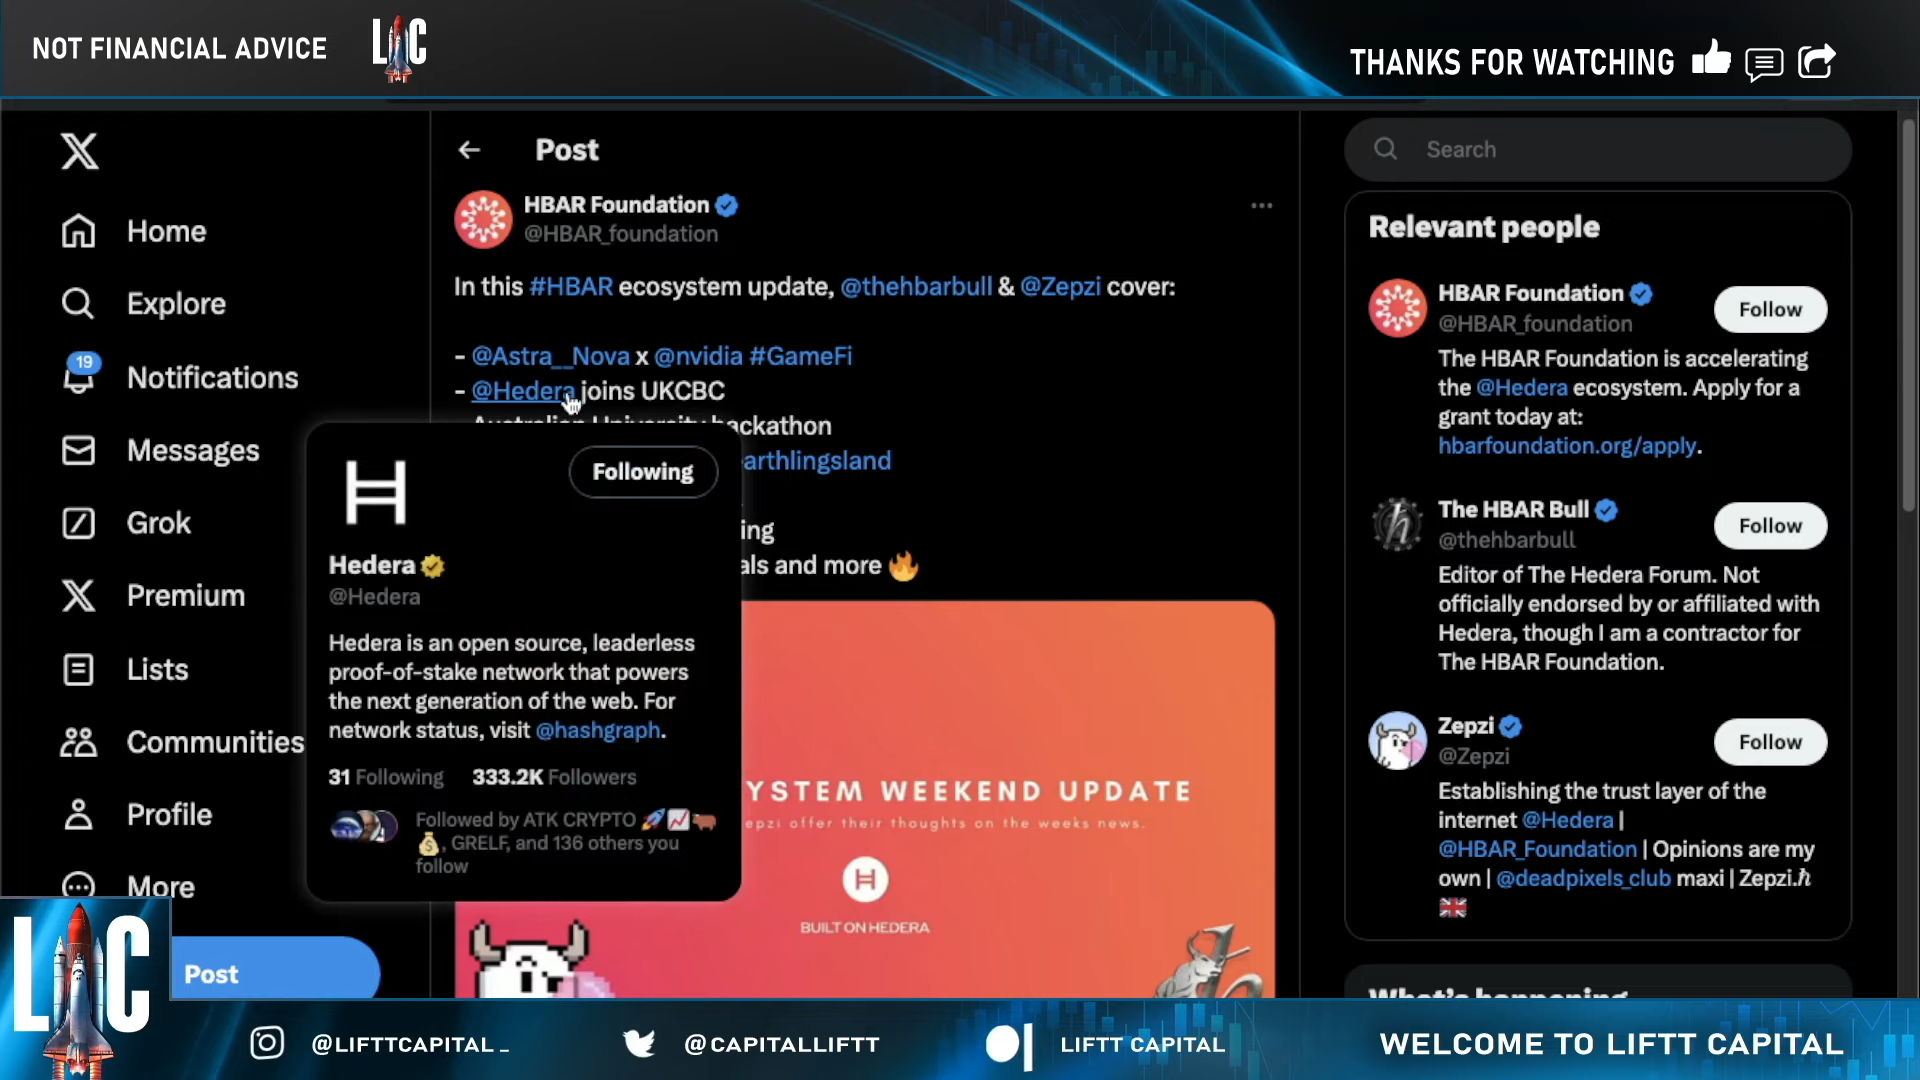 NOT FINANCIAL ADVICE
LC
THANKS FOR WATCHING
Home
Explore
19
Notifications
Messages
Grok
Premium
Lists
Communities
Profile
More
Post
Post
HBAR Foundation
@HBAR_foundation
In this #HBAR ecosystem update, @thehbarbull & @Zepzi cover:
- @Astra__Nova x @nvidia #GameFi
- @Hedera joins UKCBC
Australian University hackathon
earthlingsland
ing
als and more 🔥
Following
Hedera
@Hedera
Hedera is an open source, leaderless
proof-of-stake network that powers
the next generation of the web. For
network status, visit @hashgraph.
31 Following 333.2K Followers
Followed by ATK CRYPTO 🚀📈🐂
💰, GRELF, and 136 others you
follow
YSTEM WEEKEND UPDATE
epzi offer their thoughts on the weeks news.
BUILT ON HEDERA
Search
Relevant people
HBAR Foundation
@HBAR_foundation
Follow
The HBAR Foundation is accelerating
the @Hedera ecosystem. Apply for a
grant today at:
hbarfoundation.org/apply.
The HBAR Bull
@thehbarbull
Follow
Editor of The Hedera Forum. Not
officially endorsed by or affiliated with
Hedera, though I am a contractor for
The HBAR Foundation.
Zepzi
@Zepzi
Follow
Establishing the trust layer of the
internet @Hedera |
@HBAR_Foundation | Opinions are my
own | @deadpixels_club maxi | Zepzi.ℏ
🇬🇧
What's happening
LC
@LIFTTCAPITAL_
@CAPITALLIFTT
LIFTT CAPITAL
WELCOME TO LIFTT CAPITAL